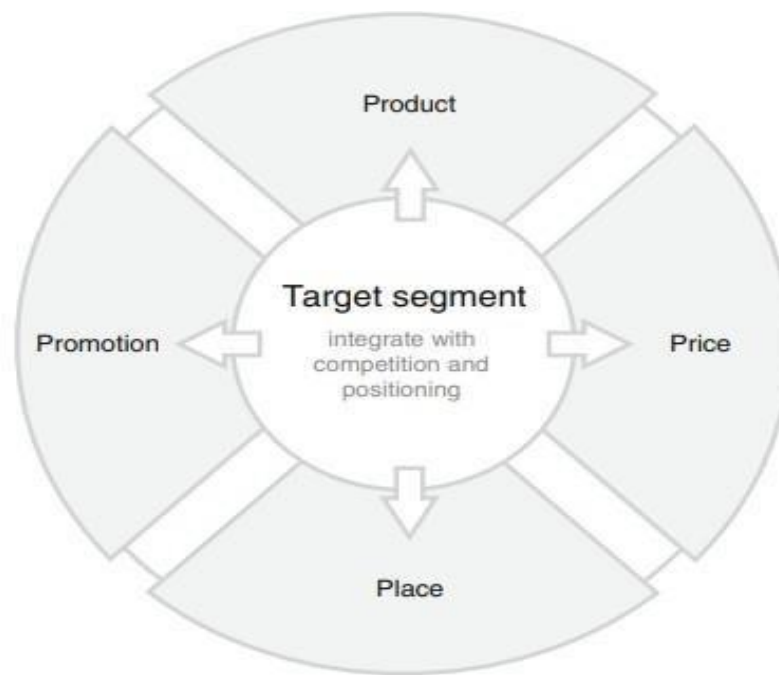 Product
Target segment
integrate with
competition and
positioning
Promotion
Price
Place